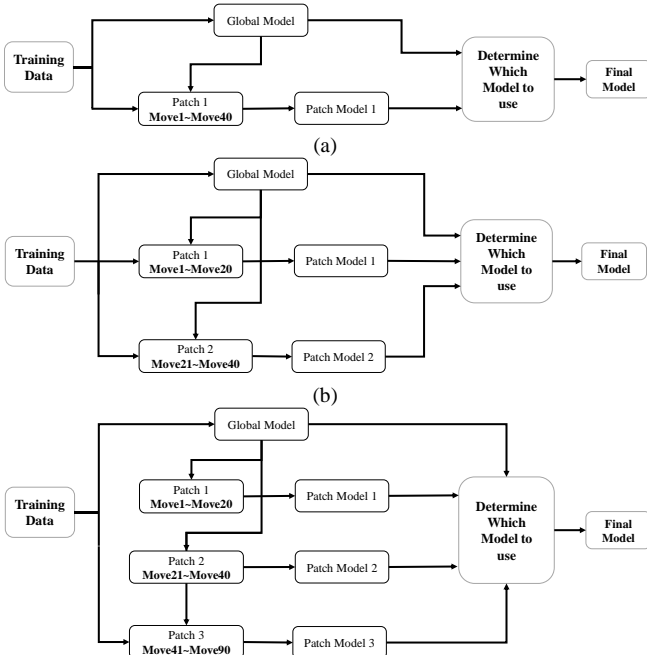 Global Model
Training
Data
Patch 1
Move1~Move40
Patch Model 1
Determine
Which
Model to
use
Final
Model
(a)
Global Model
Training
Data
Patch 1
Move1~Move20
Patch Model 1
Patch 2
Move21~Move40
Patch Model 2
Determine
Which
Model to
use
Final
Model
(b)
Global Model
Training
Data
Patch 1
Move1~Move20
Patch Model 1
Patch 2
Move21~Move40
Patch Model 2
Patch 3
Move41~Move90
Patch Model 3
Determine
Which
Model to
use
Final
Model